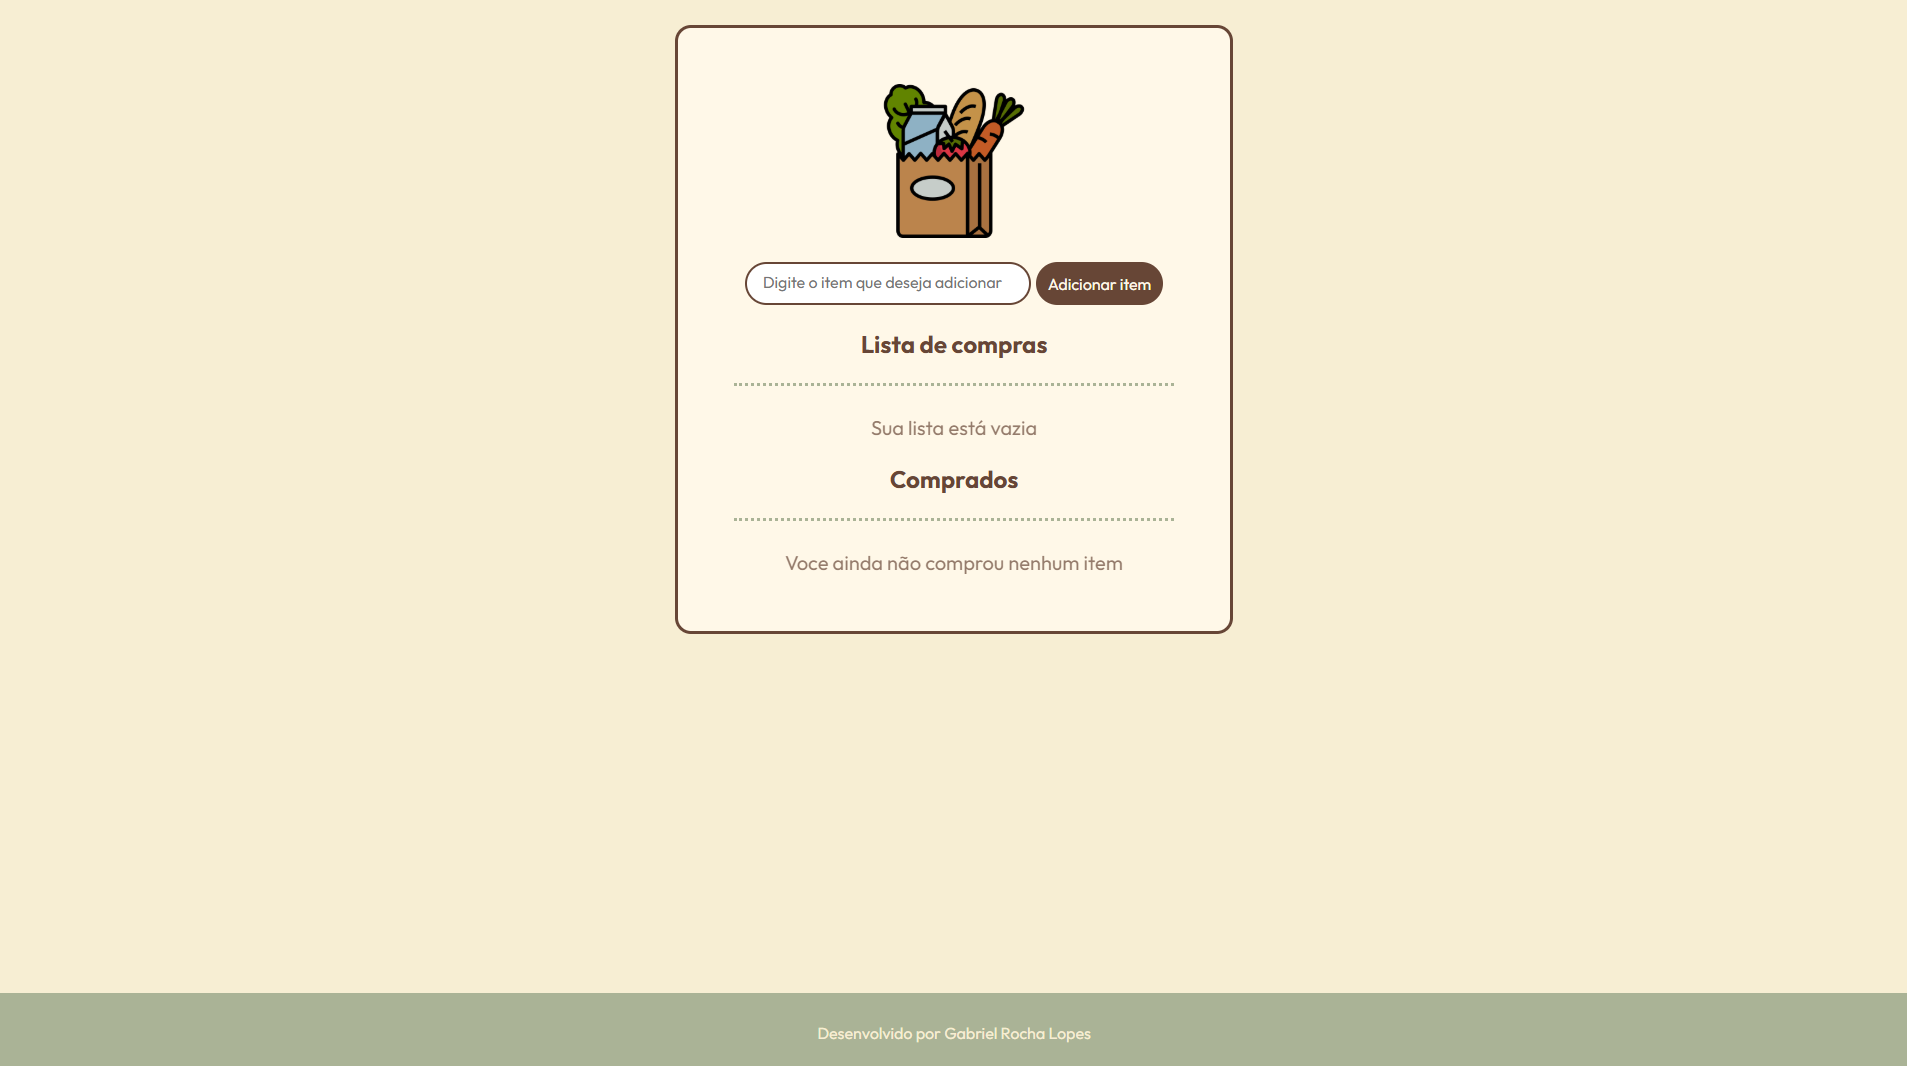 Digite o item que deseja adicionar
Adicionar item
Lista de compras
Sua lista está vazia
Comprados
Voce ainda não comprou nenhum item
Desenvolvido por Gabriel Rocha Lopes